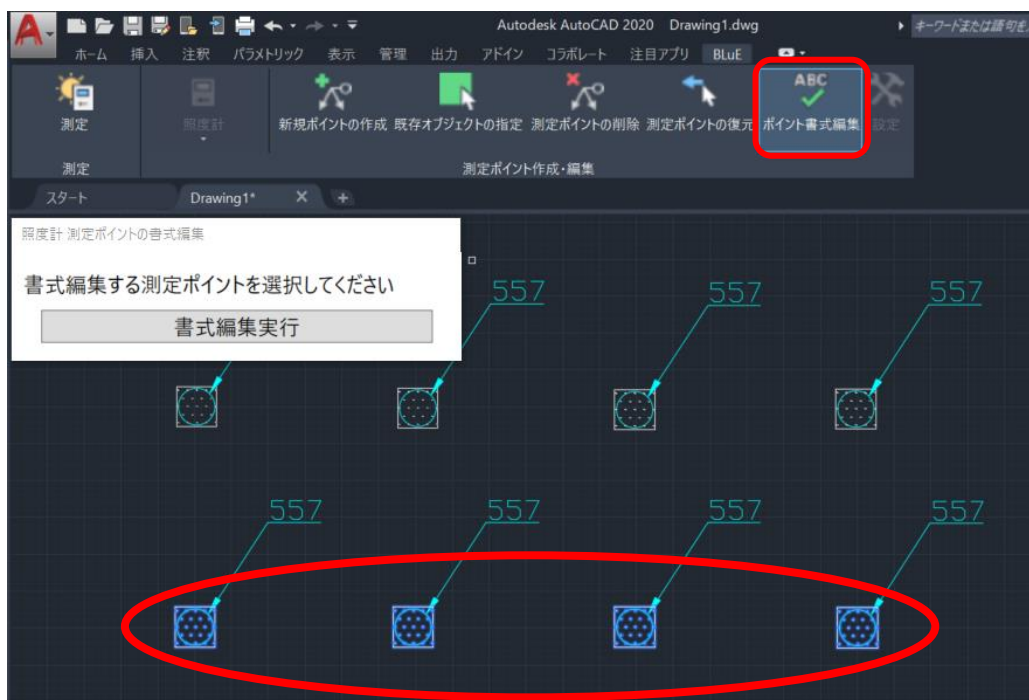 Autodesk AutoCAD 2020 Drawing1.dwg
キーワードまたは語句を
ホーム 挿入 注釈 パラメトリック 表示 管理 出力 アドイン コラボレート 注目アプリ BLuE
ABC
測定 照度計 新規ポイントの作成 既存オブジェクトの指定 測定ポイントの削除 測定ポイントの復元 ポイント書式編集 設定
測定 測定ポイント作成・編集
スタート Drawing1*
照度計 測定ポイントの書式編集
書式編集する測定ポイントを選択してください
書式編集実行
557 557 557
557 557 557 557